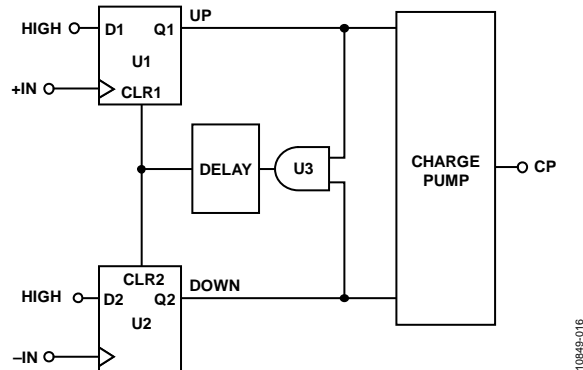 UP
HIGH D1 Q1
U1
+IN CLR1
DELAY U3 CHARGE PUMP CP
CLR2 DOWN
HIGH D2 Q2
U2
–IN
10849-016